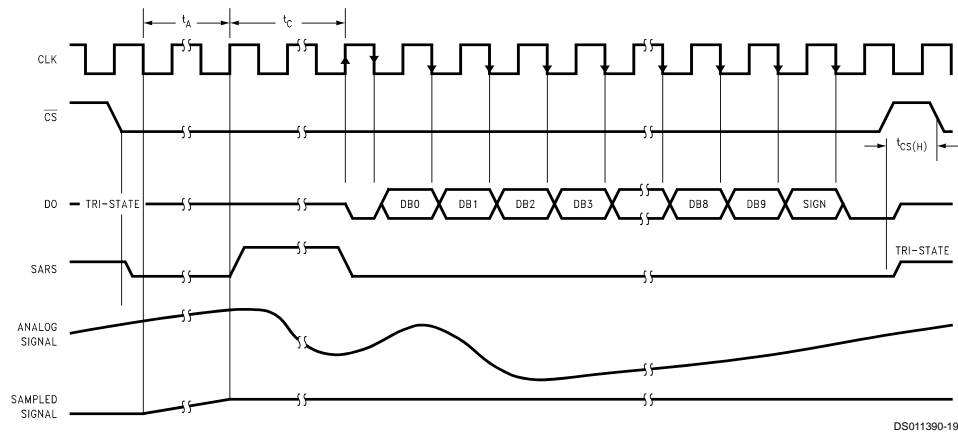 tA
tC
CLK
CS
tCS(H)
DO
TRI-STATE
DB0
DB1
DB2
DB3
DB8
DB9
SIGN
TRI-STATE
SARS
ANALOG
SIGNAL
SAMPLED
SIGNAL
DS011390-19